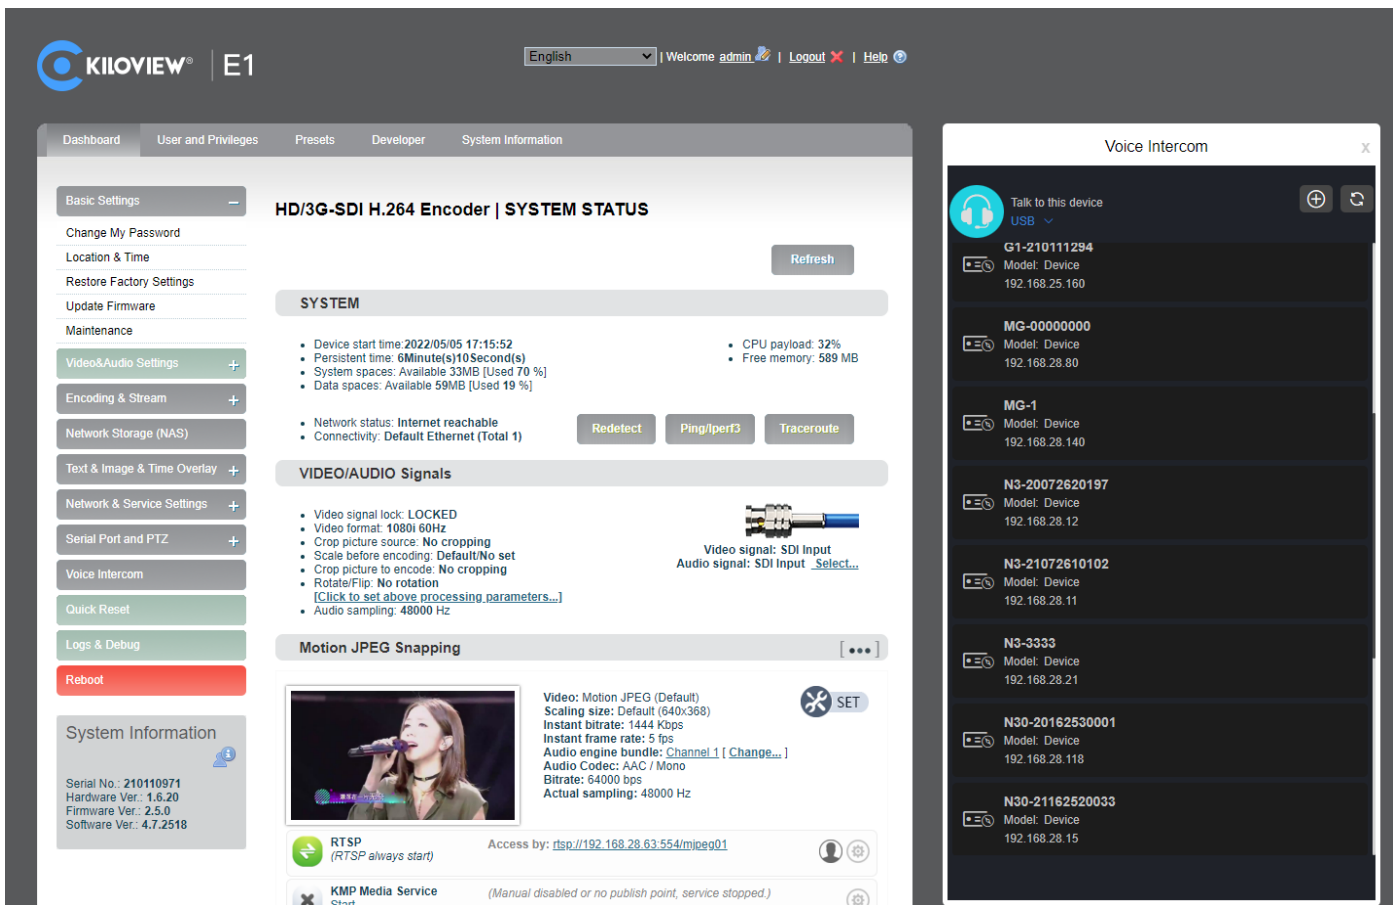 KILOVIEW® | E1
English | Welcome admin | Logout | Help
Dashboard User and Privileges Presets Developer System Information
Basic Settings
Change My Password
Location & Time
Restore Factory Settings
Update Firmware
Maintenance
Video&Audio Settings
Encoding & Stream
Network Storage (NAS)
Text & Image & Time Overlay
Network & Service Settings
Serial Port and PTZ
Voice Intercom
Quick Reset
Logs & Debug
Reboot
System Information
Serial No.: 210110971
Hardware Ver.: 1.6.20
Firmware Ver.: 2.5.0
Software Ver.: 4.7.2518
HD/3G-SDI H.264 Encoder | SYSTEM STATUS
Refresh
SYSTEM
Device start time:2022/05/05 17:15:52
Persistent time: 6Minute(s)10Second(s)
System spaces: Available 33MB [Used 70 %]
Data spaces: Available 59MB [Used 19 %]
CPU payload: 32%
Free memory: 589 MB
Network status: Internet reachable
Connectivity: Default Ethernet (Total 1)
Redetect Ping/Iperf3 Traceroute
VIDEO/AUDIO Signals
Video signal lock: LOCKED
Video format: 1080i 60Hz
Crop picture source: No cropping
Scale before encoding: Default/No set
Crop picture to encode: No cropping
Rotate/Flip: No rotation
[Click to set above processing parameters...]
Audio sampling: 48000 Hz
Video signal: SDI Input
Audio signal: SDI Input Select...
Motion JPEG Snapping [•••]
Video: Motion JPEG (Default)
Scaling size: Default (640x368)
Instant bitrate: 1444 Kbps
Instant frame rate: 5 fps
Audio engine bundle: Channel 1 [ Change... ]
Audio Codec: AAC / Mono
Bitrate: 64000 bps
Actual sampling: 48000 Hz
SET
RTSP
(RTSP always start)
Access by: rtsp://192.168.28.63:554/mjpeg01
KMP Media Service
Start
(Manual disabled or no publish point, service stopped.)
Voice Intercom x
Talk to this device
USB
G1-210111294
Model: Device
192.168.25.160
MG-00000000
Model: Device
192.168.28.80
MG-1
Model: Device
192.168.28.140
N3-20072620197
Model: Device
192.168.28.12
N3-21072610102
Model: Device
192.168.28.11
N3-3333
Model: Device
192.168.28.21
N30-20162530001
Model: Device
192.168.28.118
N30-21162520033
Model: Device
192.168.28.15